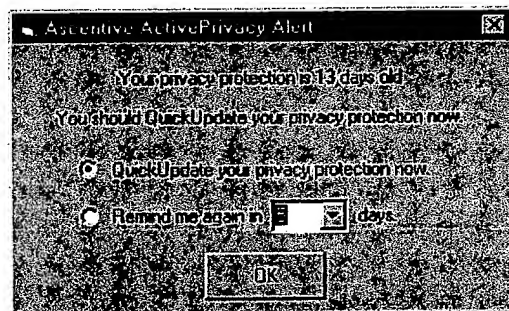 Ascentive ActivePrivacy Alert
Your privacy protection is 13 days old
You should QuickUpdate your privacy protection now.
QuickUpdate your privacy protection now.
Remind me again in days.
OK